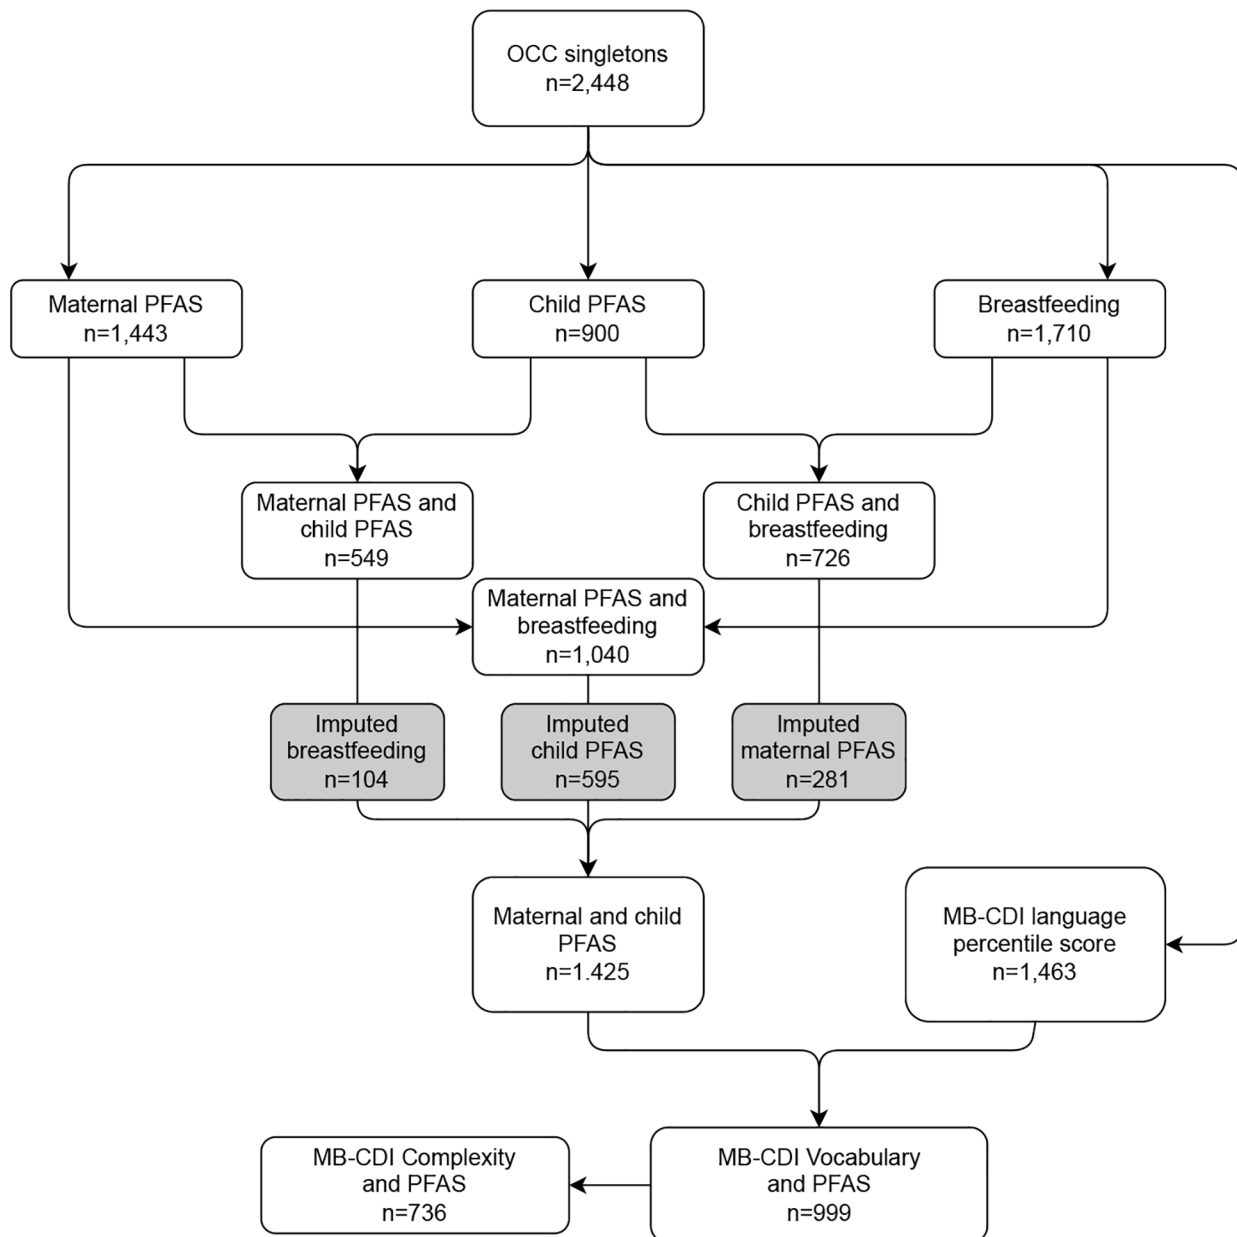 OCC singletons
n=2,448
Maternal PFAS
n=1,443
Child PFAS
n=900
Breastfeeding
n=1,710
Maternal PFAS and
child PFAS
n=549
Child PFAS and
breastfeeding
n=726
Maternal PFAS and
breastfeeding
n=1,040
Imputed
breastfeeding
n=104
Imputed
child PFAS
n=595
Imputed
maternal PFAS
n=281
Maternal and child
PFAS
n=1.425
MB-CDI language
percentile score
n=1,463
MB-CDI Complexity
and PFAS
n=736
MB-CDI Vocabulary
and PFAS
n=999